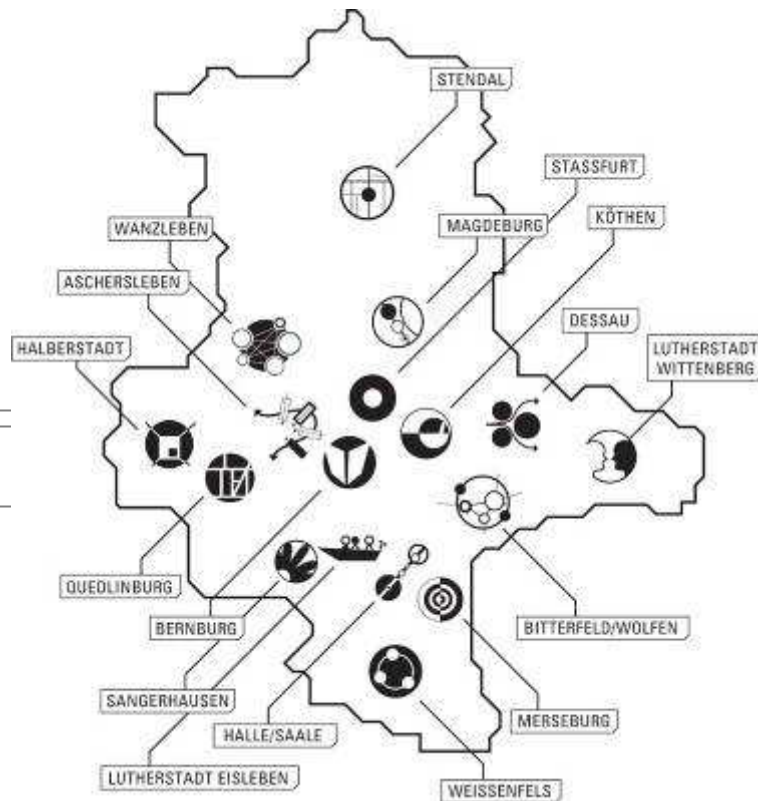 STENDAL
STASSFURT
WANZLEBEN
MAGDEBURG
KÖTHEN
ASCHERSLEBEN
DESSAU
HALBERSTADT
LUTHERSTADT
WITTENBERG
QUEDLINBURG
BERNBURG
BITTERFELD/WOLFEN
SANGERHAUSEN
MERSEBURG
HALLE/SAALE
LUTHERSTADT EISLEBEN
WEISSENFELS